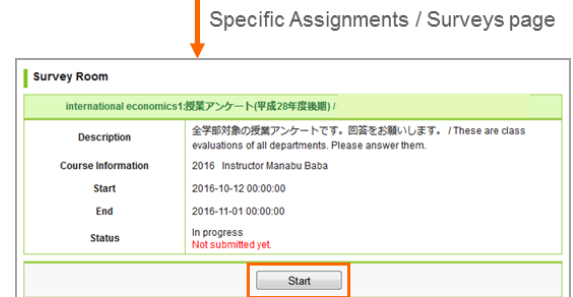 Specific Assignments / Surveys page
Survey Room
international economics1:授業アンケート(平成28年度後期) /
Description
全学部対象の授業アンケートです。回答をお願いします。 / These are class
evaluations of all departments. Please answer them.
Course Information
2016 Instructor Manabu Baba
Start
2016-10-12 00:00:00
End
2016-11-01 00:00:00
Status
In progress
Not submitted yet.
Start